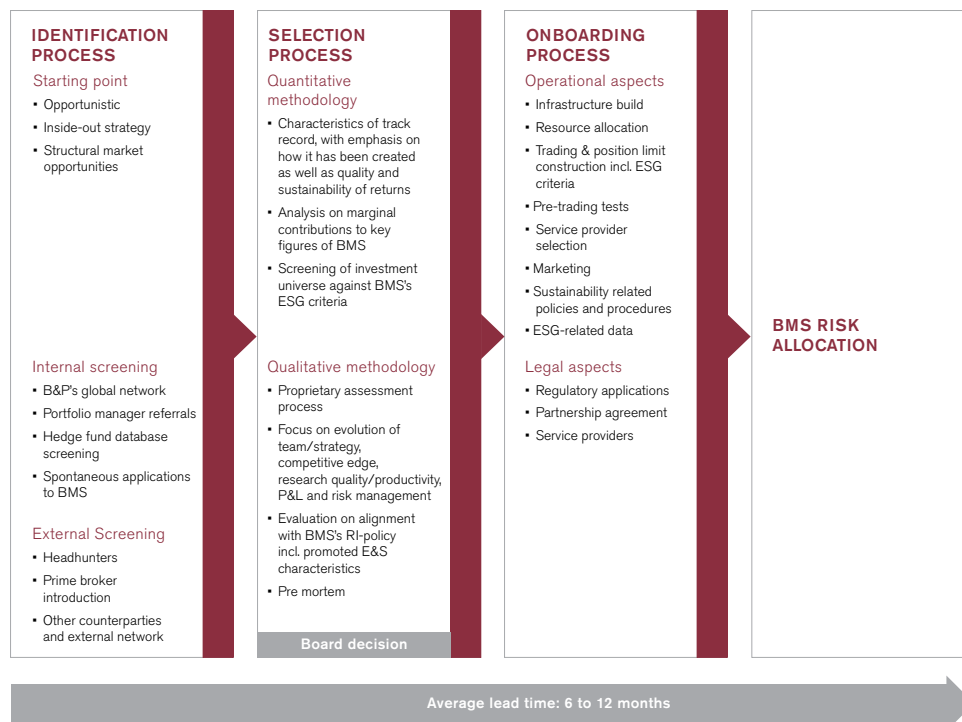 IDENTIFICATION
PROCESS
Starting point
▪ Opportunistic
▪ Inside-out strategy
▪ Structural market
opportunities
Internal screening
▪ B&P's global network
▪ Portfolio manager referrals
▪ Hedge fund database
screening
▪ Spontaneous applications
to BMS
External Screening
▪ Headhunters
▪ Prime broker
introduction
▪ Other counterparties
and external network
SELECTION
PROCESS
Quantitative
methodology
▪ Characteristics of track
record, with emphasis on
how it has been created
as well as quality and
sustainability of returns
▪ Analysis on marginal
contributions to key
figures of BMS
▪ Screening of investment
universe against BMS's
ESG criteria
Qualitative methodology
▪ Proprietary assessment
process
▪ Focus on evolution of
team/strategy,
competitive edge,
research quality/productivity,
P&L and risk management
▪ Evaluation on alignment
with BMS's RI-policy
incl. promoted E&S
characteristics
▪ Pre mortem
Board decision
ONBOARDING
PROCESS
Operational aspects
▪ Infrastructure build
▪ Resource allocation
▪ Trading & position limit
construction incl. ESG
criteria
▪ Pre-trading tests
▪ Service provider
selection
▪ Marketing
▪ Sustainability related
policies and procedures
▪ ESG-related data
Legal aspects
▪ Regulatory applications
▪ Partnership agreement
▪ Service providers
BMS RISK
ALLOCATION
Average lead time: 6 to 12 months